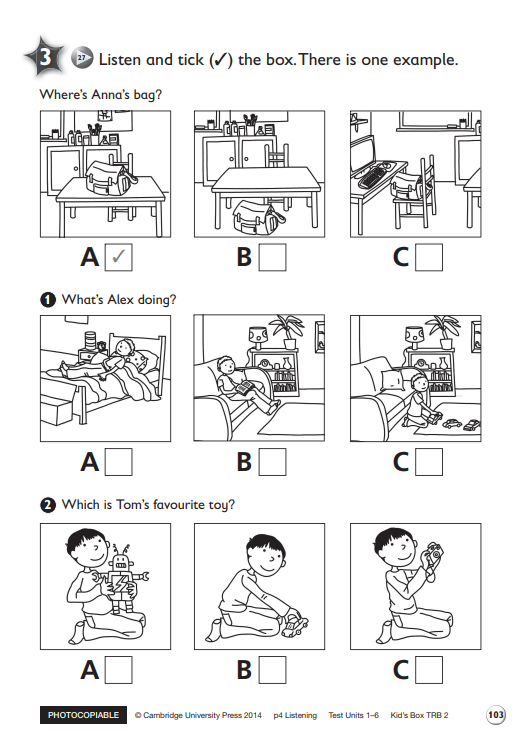 3 27 Listen and tick (✓) the box. There is one example.
Where's Anna's bag?
A ✓ B C
1 What's Alex doing?
A B C
2 Which is Tom's favourite toy?
A B C
PHOTOCOPIABLE © Cambridge University Press 2014 p4 Listening Test Units 1–6 Kid's Box TRB 2 103